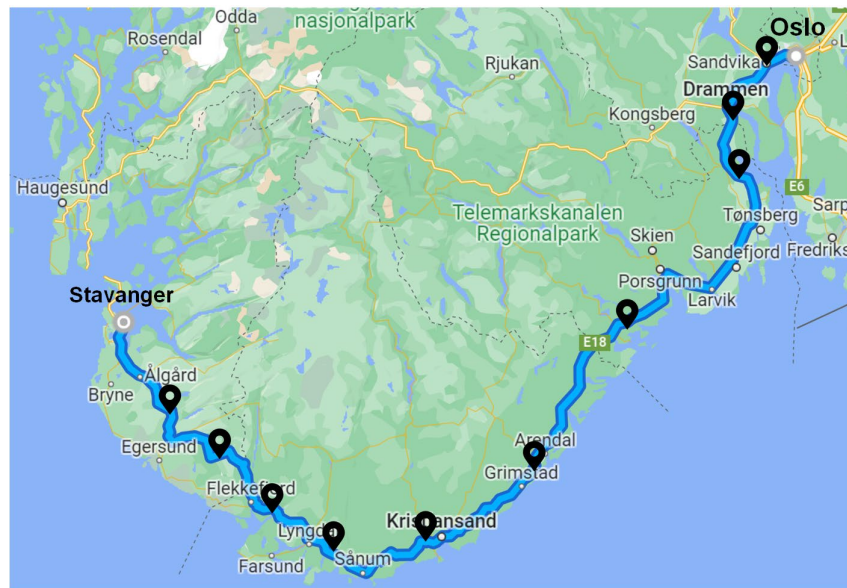 nasjonalpark
Odda
Rosendal
Oslo
Sandvika
Rjukan
Drammen
Kongsberg
Haugesund
E6
Telemarkskanalen
Regionalpark
Tønsberg
Sarp
Skien
Fredriks
Sandefjord
Porsgrunn
Larvik
Stavanger
E18
Ålgård
Bryne
Egersund
Arendal
Grimstad
Flekkefjord
Kristiansand
Lyngda
Farsund
Sånum